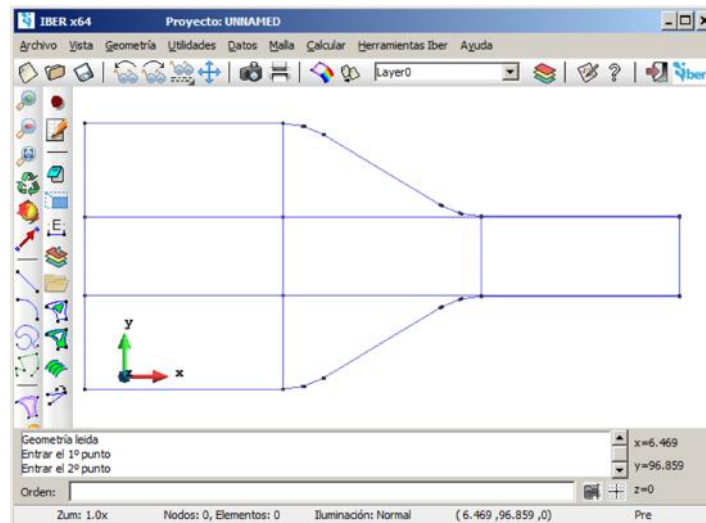 IBER x64 Proyecto: UNNAMED
Archivo Vista Geometría Utilidades Datos Malla Calcular Herramientas Iber Ayuda
Layer0 ? iber
E
y
z x
Geometría leida
Entrar el 1º punto
Entrar el 2º punto
x=6.469
y=96.859
z=0
Orden:
Zum: 1.0x Nodos: 0, Elementos: 0 Iluminación: Normal (6.469 ,96.859 ,0) Pre